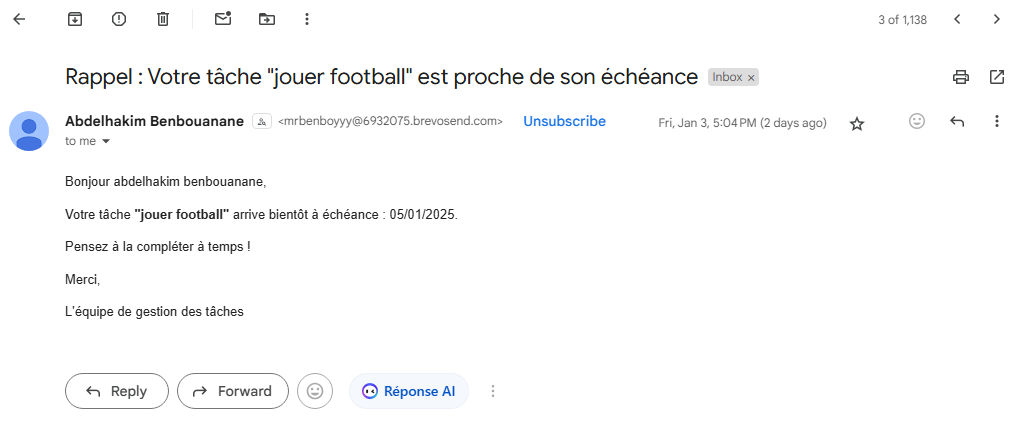 3 of 1,138
Rappel : Votre tâche "jouer football" est proche de son échéance Inbox ×
Abdelhakim Benbouanane <mrbenboyyy@6932075.brevosend.com> Unsubscribe Fri, Jan 3, 5:04 PM (2 days ago)
to me
Bonjour abdelhakim benbouanane,
Votre tâche "jouer football" arrive bientôt à échéance : 05/01/2025.
Pensez à la compléter à temps !
Merci,
L'équipe de gestion des tâches
Reply Forward Réponse AI